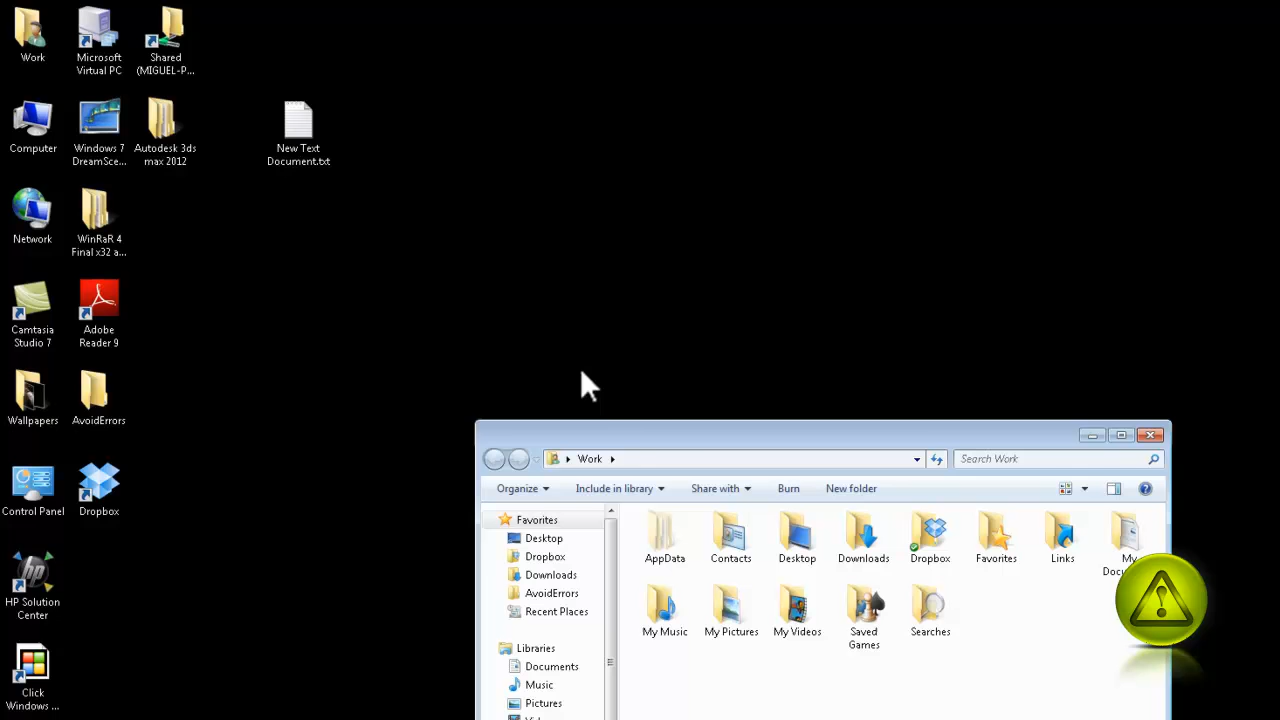 Work
Microsoft
Virtual PC
Shared
(MIGUEL-P...
Computer
Windows 7
DreamSce...
Autodesk 3ds
max 2012
New Text
Document.txt
Network
WinRaR 4
Final x32 a...
Camtasia
Studio 7
Adobe
Reader 9
Wallpapers
AvoidErrors
Control Panel
Dropbox
HP Solution
Center
Click
Windows ...
Work
Search Work
Organize
Include in library
Share with
Burn
New folder
Favorites
Desktop
Dropbox
Downloads
AvoidErrors
Recent Places
Libraries
Documents
Music
Pictures
AppData
Contacts
Desktop
Downloads
Dropbox
Favorites
Links
My
My Music
My Pictures
My Videos
Saved
Games
Searches